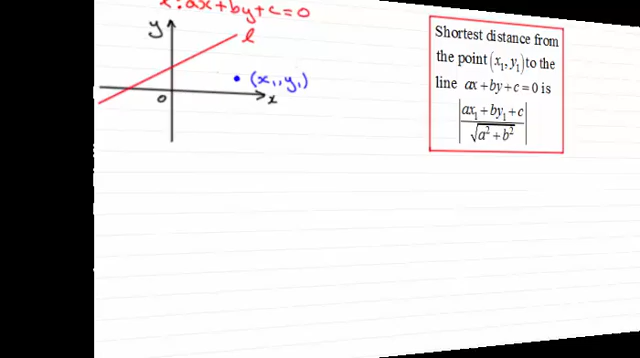 ℓ: ax + by + c = 0
y
ℓ
(x₁, y₁)
0
x
Shortest distance from
the point (x₁, y₁) to the
line ax + by + c = 0 is
|ax₁ + by₁ + c / √(a² + b²)|